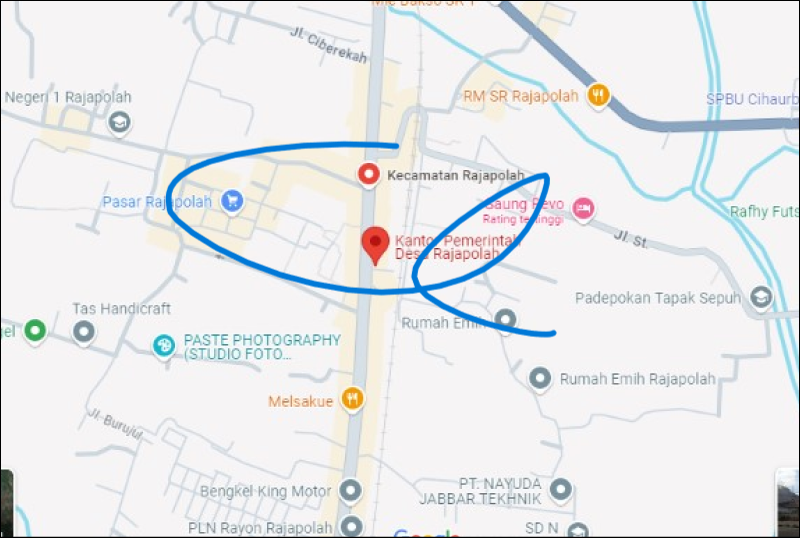 Mie Bakso SR 1
Jl. Ciberekah
Negeri 1 Rajapolah
RM SR Rajapolah
SPBU Cihaurb
Kecamatan Rajapolah
Pasar Rajapolah
Saung Revo
Rating tertinggi
Rafhy Futs
Jl. St.
Kantor Pemerintah
Desa Rajapolah
Padepokan Tapak Sepuh
Tas Handicraft
Rumah Emih
gel
PASTE PHOTOGRAPHY
(STUDIO FOTO...
Rumah Emih Rajapolah
Melsakue
Jl. Burujul
Bengkel King Motor
PT. NAYUDA
JABBAR TEKHNIK
PLN Rayon Rajapolah
Google
SD N